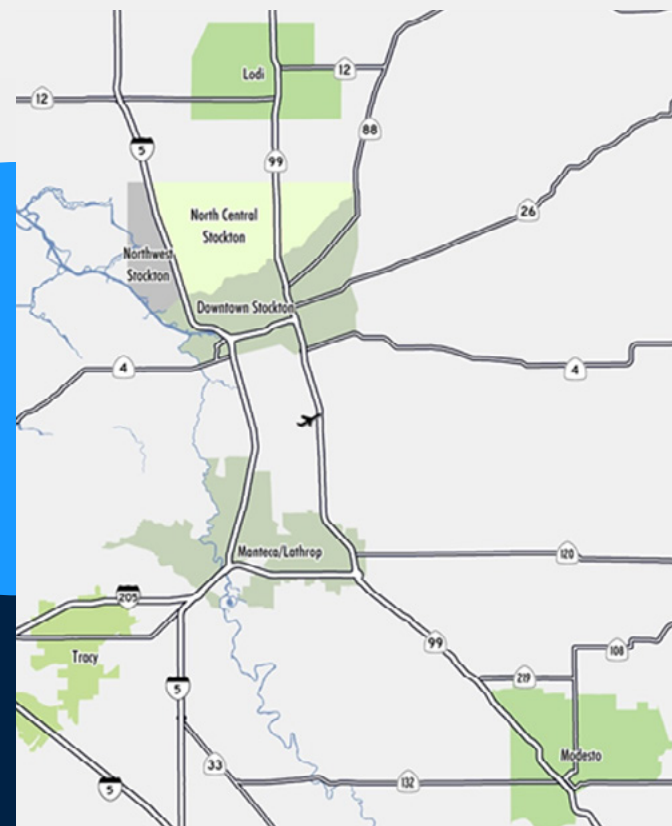 Lodi
12
12
88
5
99
26
North Central
Stockton
Northwest
Stockton
Downtown Stockton
4
4
Manteca/Lathrop
120
205
Tracy
99
108
219
5
Modesto
33
132
5